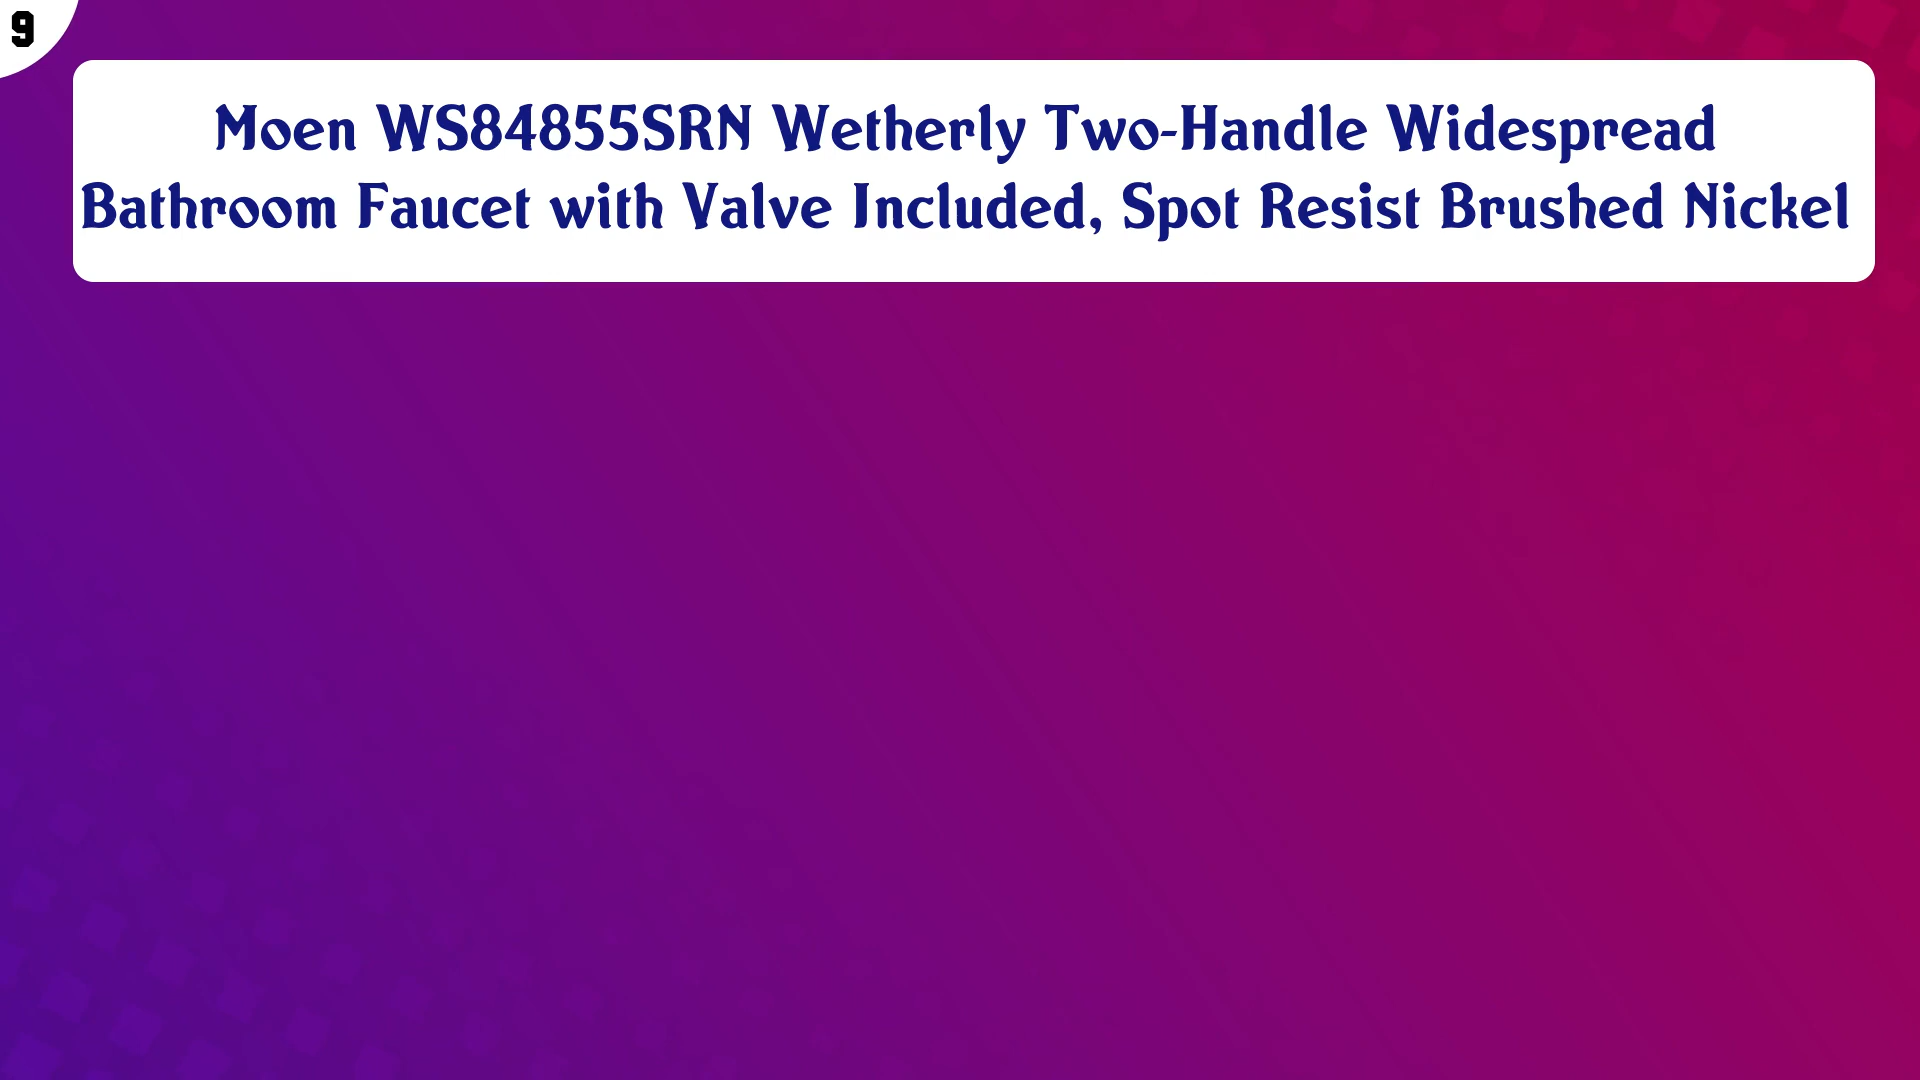 9
Moen WS84855SRN Wetherly Two-Handle Widespread
Bathroom Faucet with Valve Included, Spot Resist Brushed Nickel